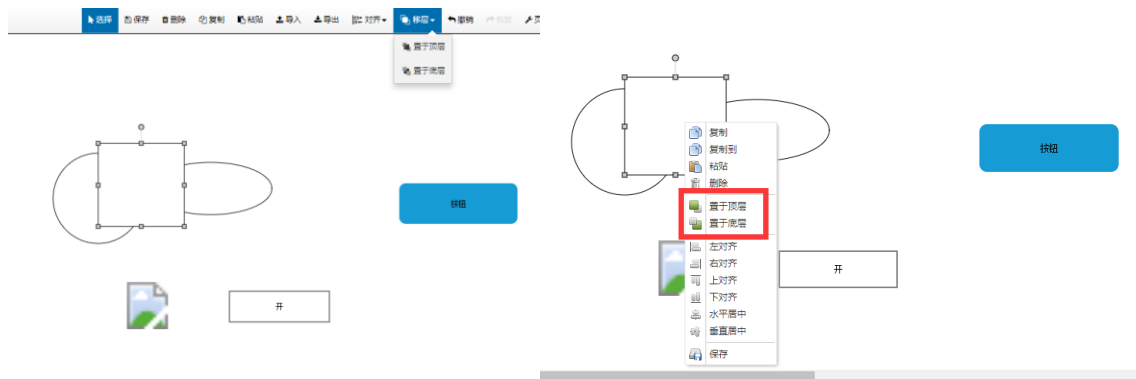 选择 保存 删除 复制 粘贴 导入 导出 对齐 移层 撤销 恢复
置于顶层
置于底层
按钮
开
复制
复制到
粘贴
删除
置于顶层
置于底层
左对齐
右对齐
上对齐
下对齐
水平居中
垂直居中
保存
按钮
开